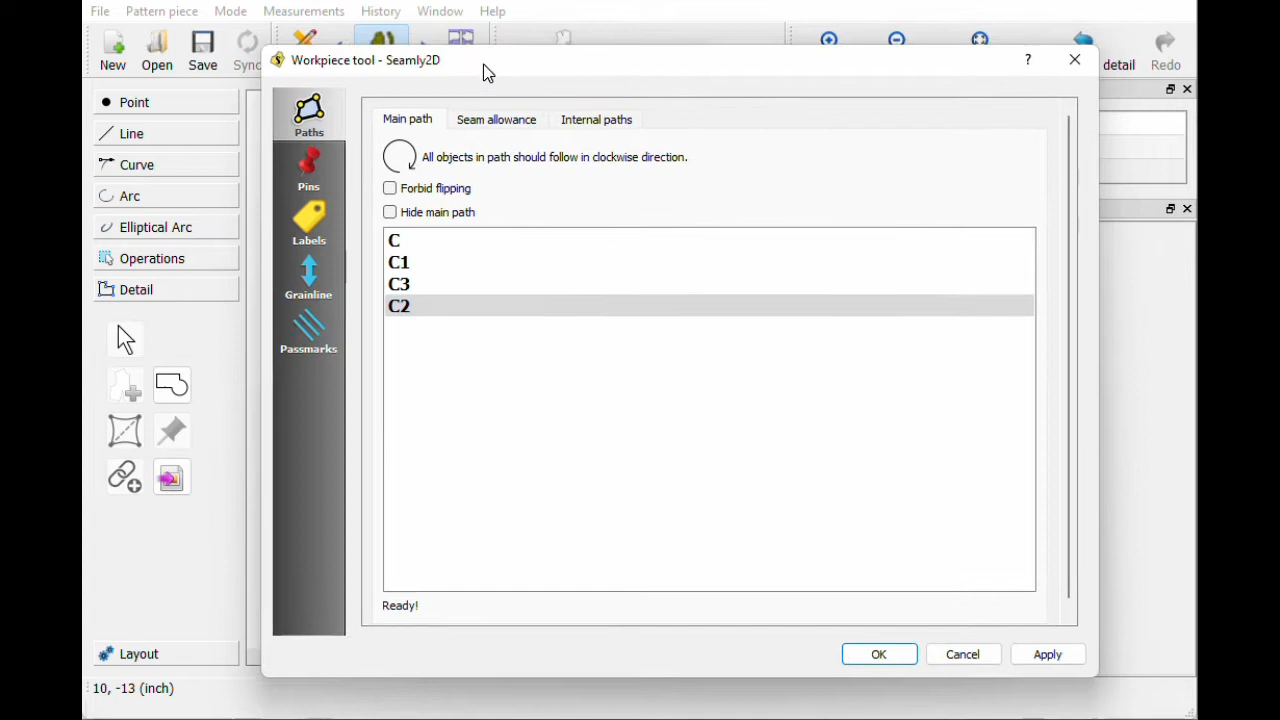 File Pattern piece Mode Measurements History Window Help
New Open Save Sync detail Redo
Workpiece tool - Seamly2D ?
Point
Line
Curve
Arc
Elliptical Arc
Operations
Detail
Layout
Paths
Pins
Labels
Grainline
Passmarks
Main path Seam allowance Internal paths
All objects in path should follow in clockwise direction.
Forbid flipping
Hide main path
C
C1
C3
C2
Ready!
OK Cancel Apply
10, -13 (inch)